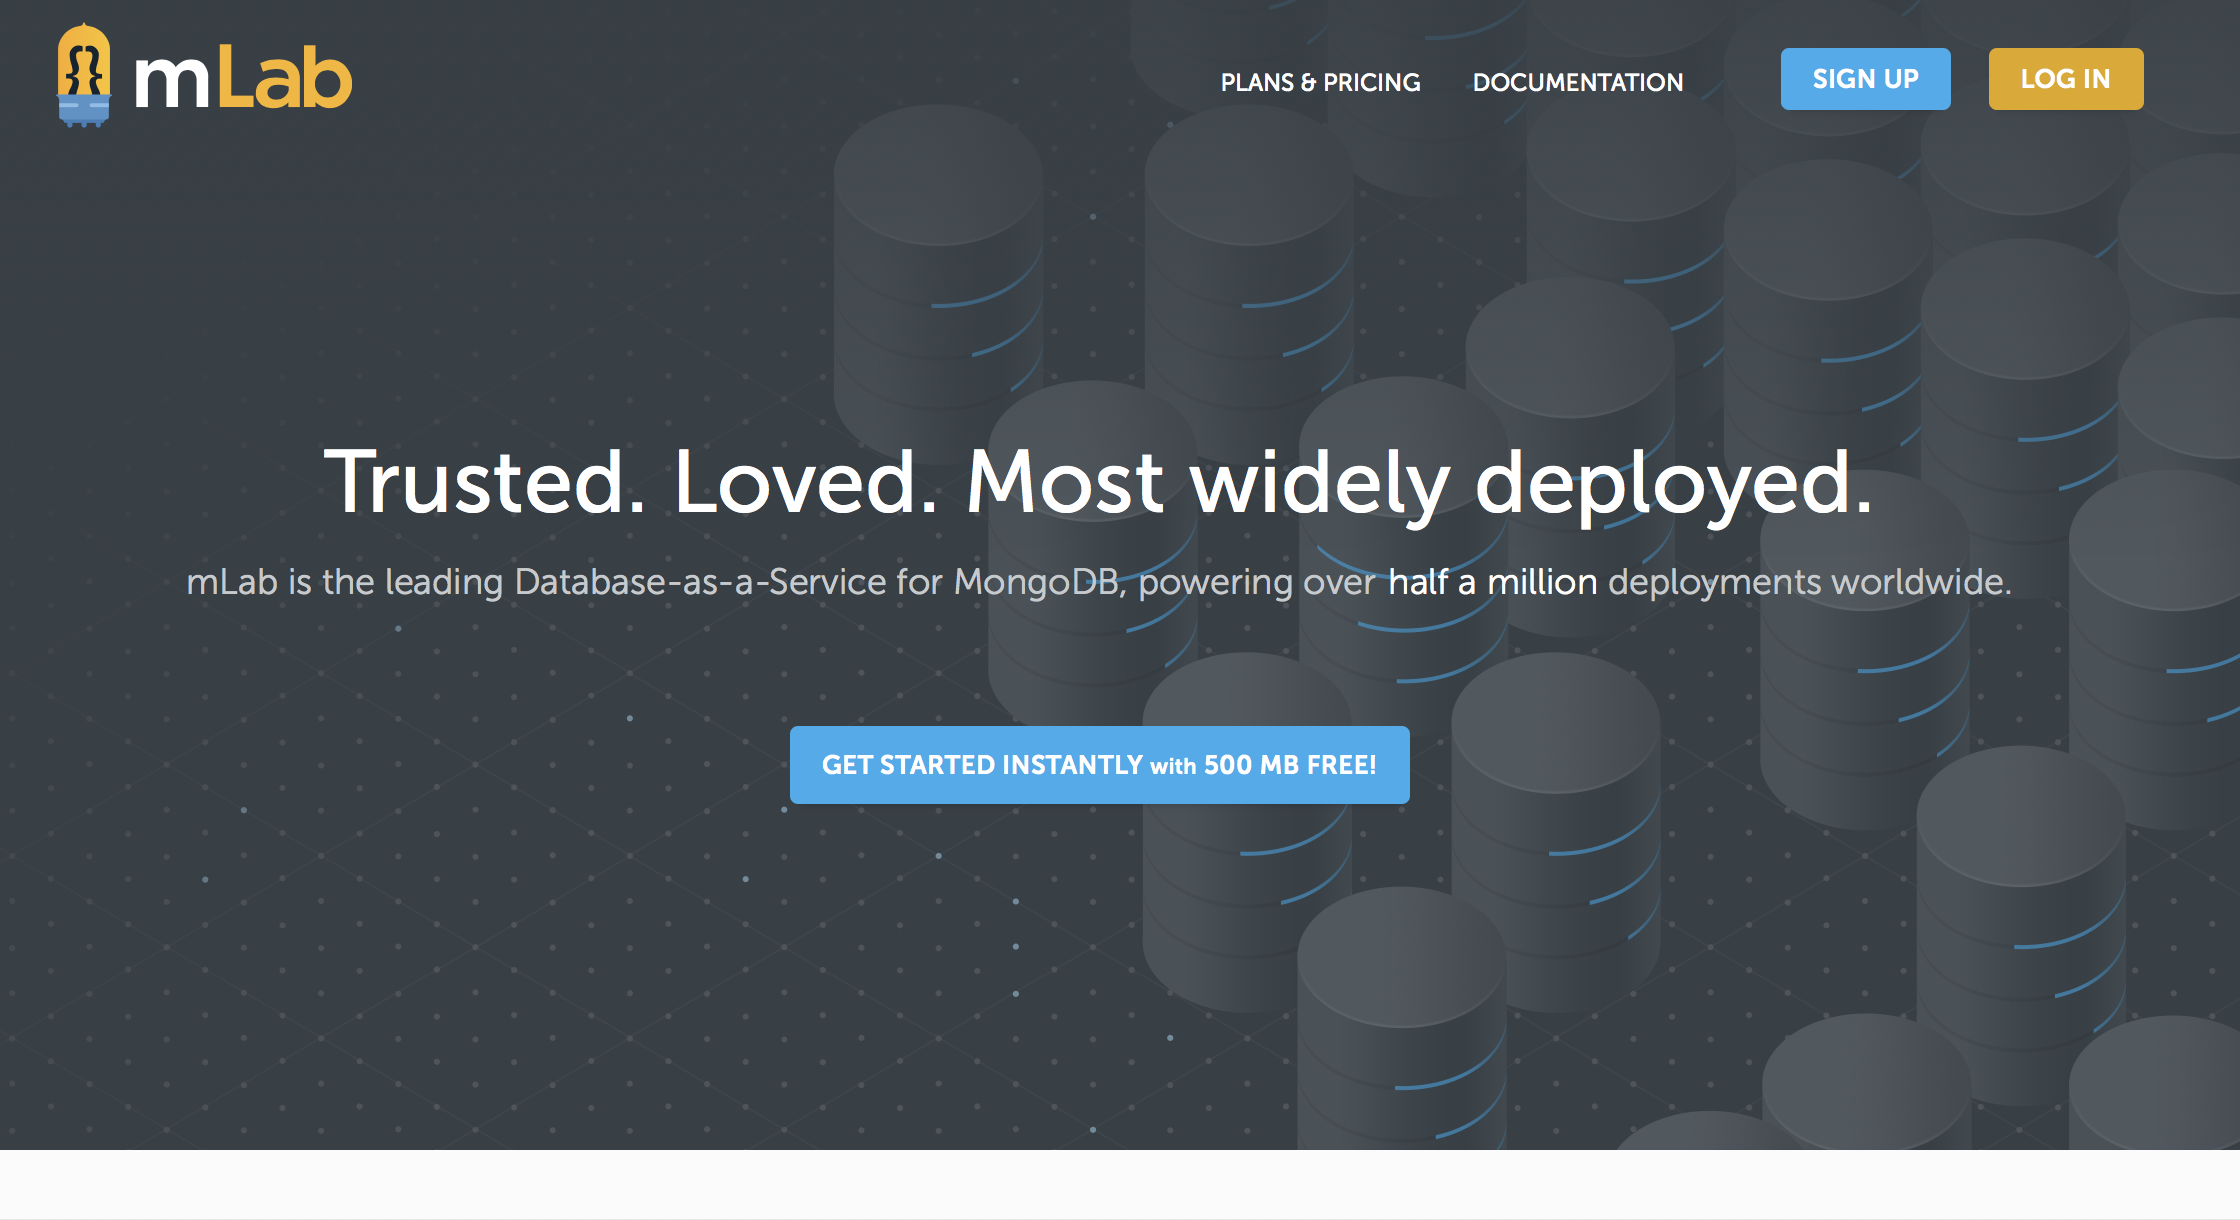 mLab
PLANS & PRICING
DOCUMENTATION
SIGN UP
LOG IN
Trusted. Loved. Most widely deployed.
mLab is the leading Database-as-a-Service for MongoDB, powering over half a million deployments worldwide.
GET STARTED INSTANTLY with 500 MB FREE!